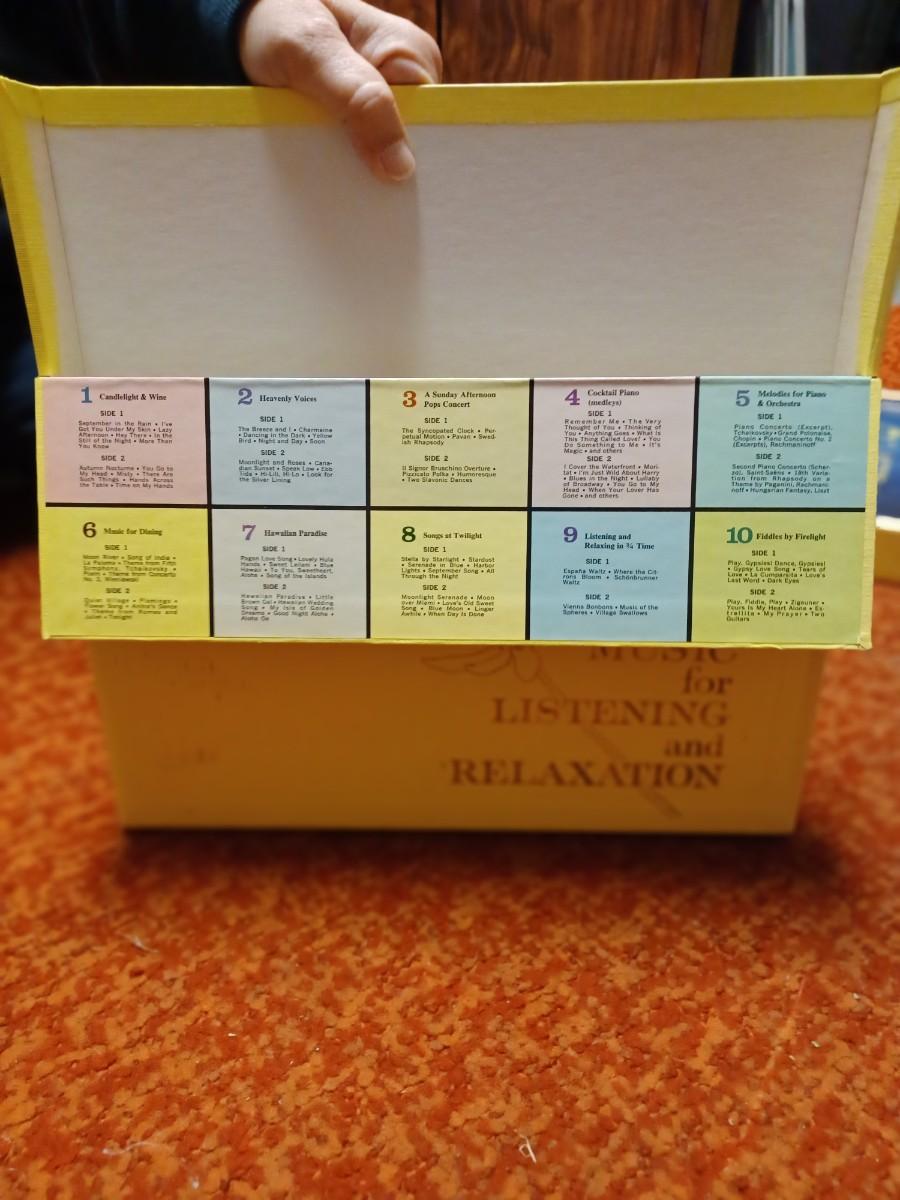 1 Candlelight & Wine
SIDE 1
September in the Rain • I've
Got You Under My Skin • Lazy
Afternoon • Hey There • In the
Still of the Night • More Than
You Know
SIDE 2
Autumn Nocturne • You Go to
My Head • Misty • There Are
Such Things • Hands Across
the Table • Time on My Hands
2 Heavenly Voices
SIDE 1
The Breeze and I • Charmaine
• Dancing in the Dark • Yellow
Bird • Night and Day • Soon
SIDE 2
Moonlight and Roses • Cana-
dian Sunset • Speak Low • Ebb
Tide • Hi-Lili, Hi-Lo • Look for
the Silver Lining
3 A Sunday Afternoon
Pops Concert
SIDE 1
The Syncopated Clock • Per-
petual Motion • Pavan • Swed-
ish Rhapsody
SIDE 2
Il Signor Bruschino Overture •
Pizzicato Polka • Humoresque
• Two Slavonic Dances
4 Cocktail Piano
(medleys)
SIDE 1
Remember Me • The Very
Thought of You • Thinking of
You • Anything Goes • What Is
This Thing Called Love? • You
Do Something to Me • It's
Magic • and others
SIDE 2
I Cover the Waterfront • Mori-
tat • I'm Just Wild About Harry
• Blues in the Night • Lullaby
of Broadway • You Go to My
Head • When Your Lover Has
Gone • and others
5 Melodies for Piano
& Orchestra
SIDE 1
Piano Concerto (Excerpt),
Tchaikovsky • Grand Polonaise,
Chopin • Piano Concerto No. 2
(Excerpts), Rachmaninoff
SIDE 2
Second Piano Concerto (Scher-
zo), Saint-Saëns • 18th Varia-
tion from Rhapsody on a
Theme by Paganini, Rachmani-
noff • Hungarian Fantasy, Liszt
6 Music for Dining
SIDE 1
Moon River • Song of India •
La Paloma • Theme from Fifth
Symphony, Tchaikovsky •
Poem • Theme from Concerto
No. 2, Wieniawski
SIDE 2
Quiet Village • Flamingo •
Flower Song • Anitra's Dance
• Theme from Romeo and
Juliet • Tonight
7 Hawaiian Paradise
SIDE 1
Pagan Love Song • Lovely Hula
Hands • Sweet Leilani • Blue
Hawaii • To You, Sweetheart,
Aloha • Song of the Islands
SIDE 2
Hawaiian Paradise • Little
Brown Gal • Hawaiian Wedding
Song • My Isle of Golden
Dreams • Good Night Aloha •
Aloha Oe
8 Songs at Twilight
SIDE 1
Stella by Starlight • Stardust
• Serenade in Blue • Harbor
Lights • September Song • All
Through the Night
SIDE 2
Moonlight Serenade • Moon
over Miami • Love's Old Sweet
Song • Blue Moon • Linger
Awhile • When Day Is Done
9 Listening and
Relaxing in ¾ Time
SIDE 1
España Waltz • Where the Cit-
rons Bloom • Schönbrunner
Waltz
SIDE 2
Vienna Bonbons • Music of the
Spheres • Village Swallows
10 Fiddles by Firelight
SIDE 1
Play, Gypsies! Dance, Gypsies!
• Gypsy Love Song • Tears of
Love • La Cumparsita • Love's
Last Word • Dark Eyes
SIDE 2
Play, Fiddle, Play • Zigeuner •
Yours Is My Heart Alone • Es-
trellita • My Prayer • Two
Guitars
MUSIC
for
LISTENING
and
RELAXATION